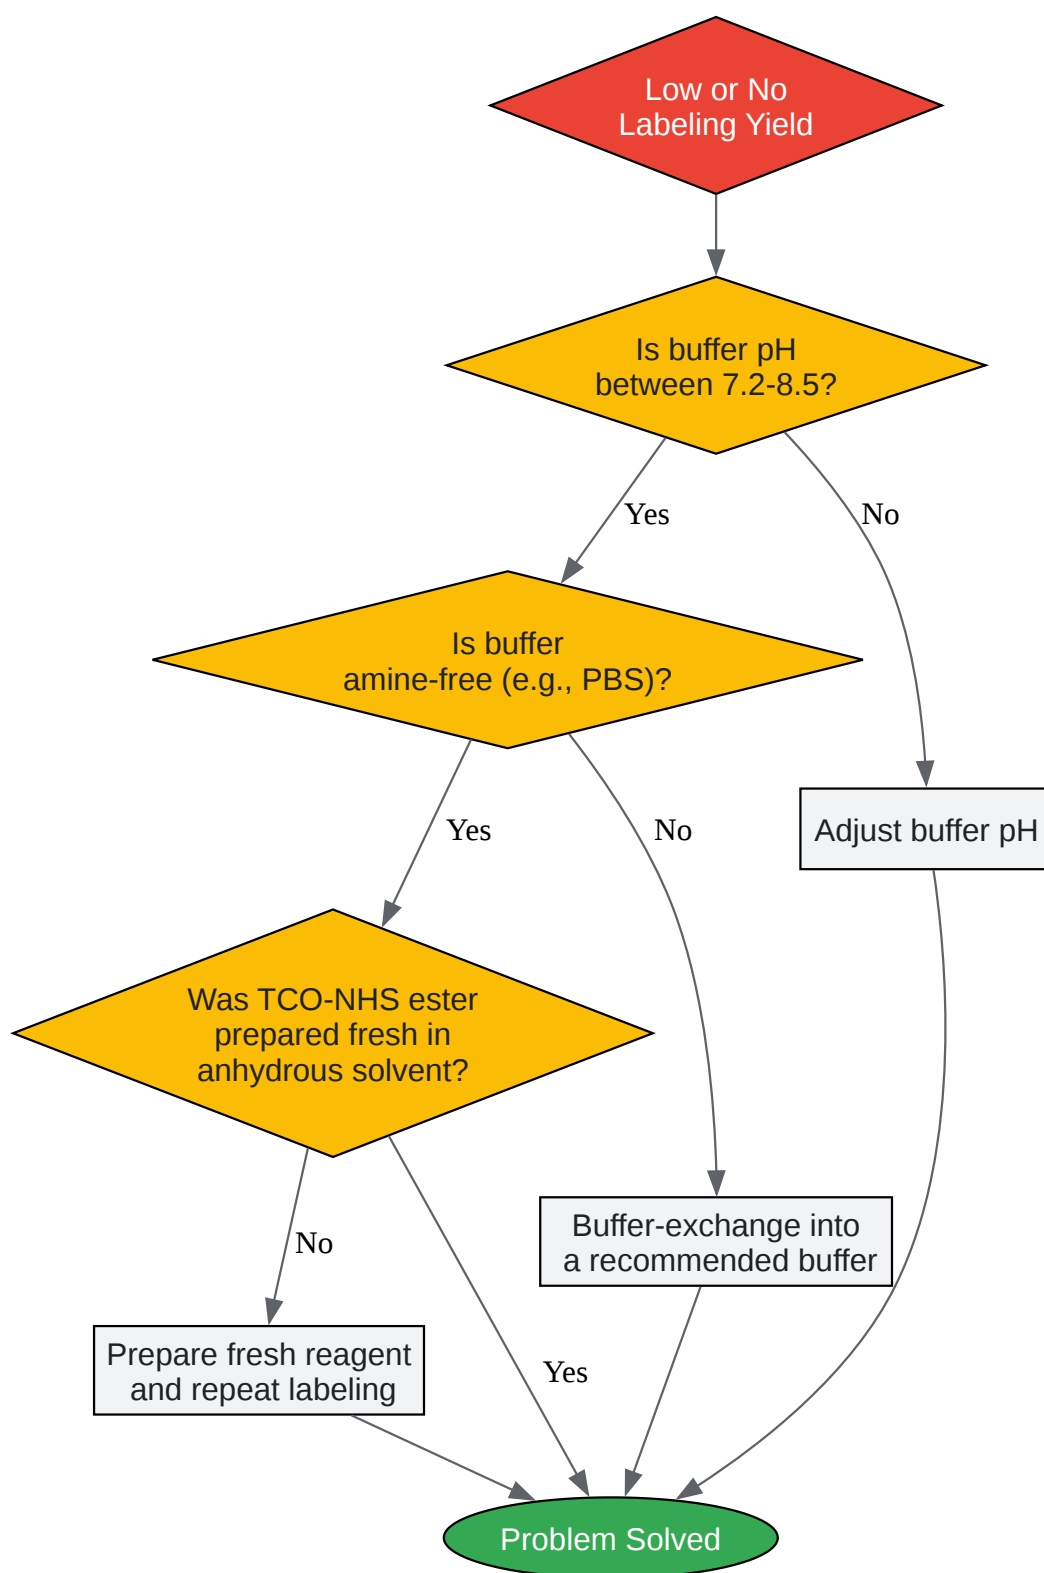 Low or No
Labeling Yield
Is buffer pH
between 7.2-8.5?
Yes
No
Is buffer
amine-free (e.g., PBS)?
Yes
No
Adjust buffer pH
Was TCO-NHS ester
prepared fresh in
anhydrous solvent?
No
Buffer-exchange into
a recommended buffer
Prepare fresh reagent
and repeat labeling
Yes
Problem Solved